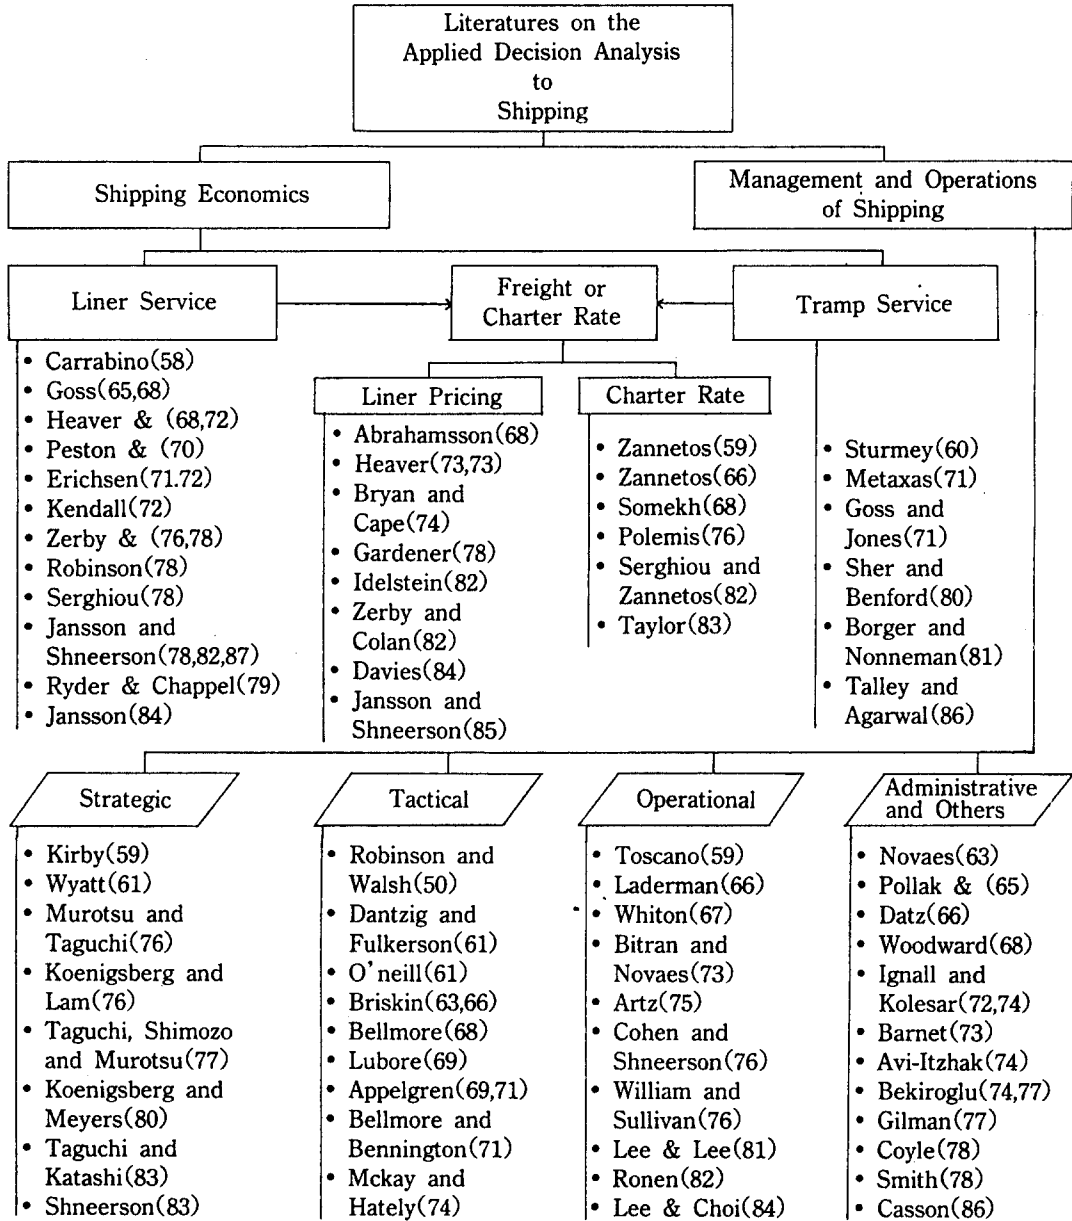 Literatures on the
Applied Decision Analysis
to
Shipping
Shipping Economics
Management and Operations
of Shipping
Liner Service
Freight or
Charter Rate
Tramp Service
• Carrabino(58)
• Goss(65,68)
• Heaver & (68,72)
• Peston & (70)
• Erichsen(71.72)
• Kendall(72)
• Zerby & (76,78)
• Robinson(78)
• Serghiou(78)
• Jansson and
Shneerson(78,82,87)
• Ryder & Chappel(79)
• Jansson(84)
Liner Pricing
• Abrahamsson(68)
• Heaver(73,73)
• Bryan and
Cape(74)
• Gardener(78)
• Idelstein(82)
• Zerby and
Colan(82)
• Davies(84)
• Jansson and
Shneerson(85)
Charter Rate
• Zannetos(59)
• Zannetos(66)
• Somekh(68)
• Polemis(76)
• Serghiou and
Zannetos(82)
• Taylor(83)
• Sturmey(60)
• Metaxas(71)
• Goss and
Jones(71)
• Sher and
Benford(80)
• Borger and
Nonneman(81)
• Talley and
Agarwal(86)
Strategic
• Kirby(59)
• Wyatt(61)
• Murotsu and
Taguchi(76)
• Koenigsberg and
Lam(76)
• Taguchi, Shimozo
and Murotsu(77)
• Koenigsberg and
Meyers(80)
• Taguchi and
Katashi(83)
• Shneerson(83)
Tactical
• Robinson and
Walsh(50)
• Dantzig and
Fulkerson(61)
• O'neill(61)
• Briskin(63,66)
• Bellmore(68)
• Lubore(69)
• Appelgren(69,71)
• Bellmore and
Bennington(71)
• Mckay and
Hately(74)
Operational
• Toscano(59)
• Laderman(66)
• Whiton(67)
• Bitran and
Novaes(73)
• Artz(75)
• Cohen and
Shneerson(76)
• William and
Sullivan(76)
• Lee & Lee(81)
• Ronen(82)
• Lee & Choi(84)
Administrative
and Others
• Novaes(63)
• Pollak & (65)
• Datz(66)
• Woodward(68)
• Ignall and
Kolesar(72,74)
• Barnet(73)
• Avi-Itzhak(74)
• Bekiroglu(74,77)
• Gilman(77)
• Coyle(78)
• Smith(78)
• Casson(86)